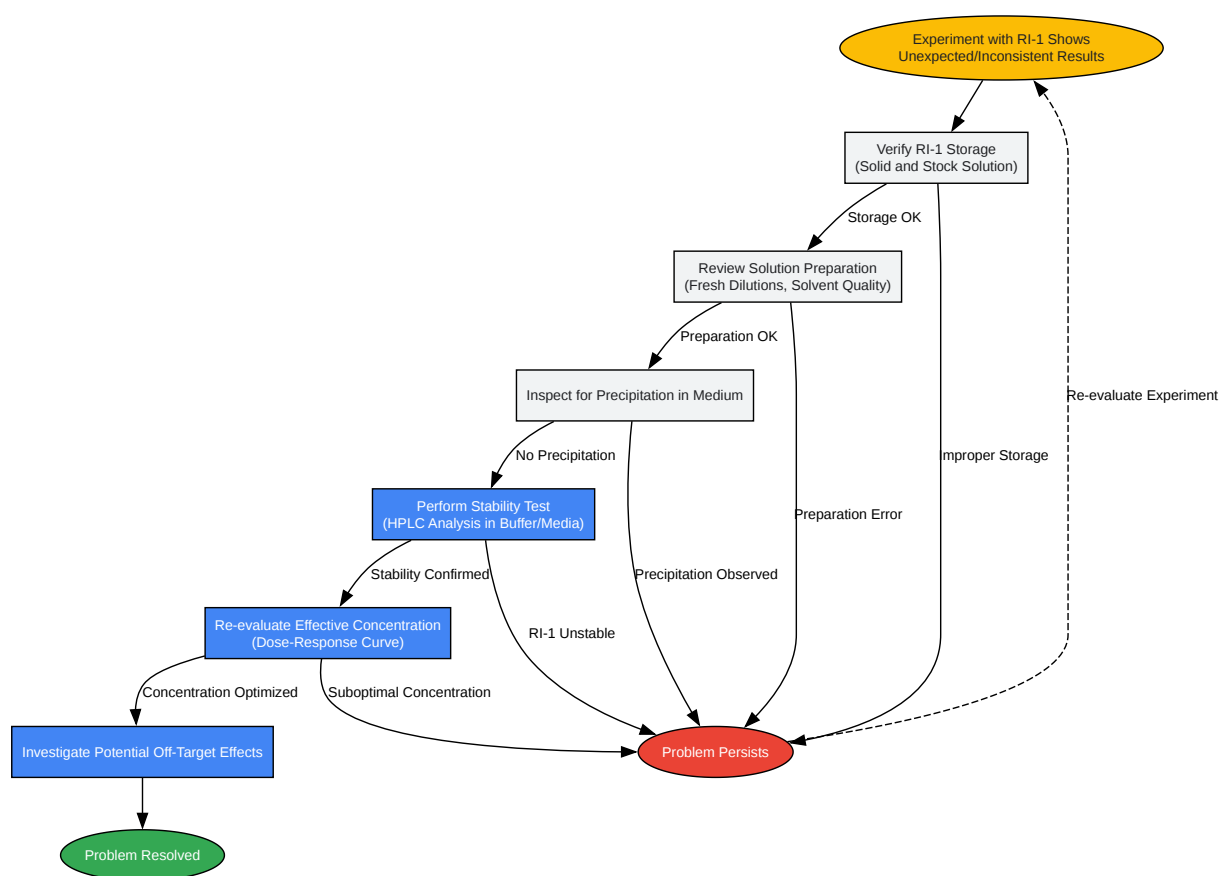 Experiment with RI-1 Shows
Unexpected/Inconsistent Results
Verify RI-1 Storage
(Solid and Stock Solution)
Storage OK
Review Solution Preparation
(Fresh Dilutions, Solvent Quality)
Preparation OK
Inspect for Precipitation in Medium
Re-evaluate Experiment
No Precipitation
Improper Storage
Perform Stability Test
(HPLC Analysis in Buffer/Media)
Preparation Error
Stability Confirmed
Precipitation Observed
Re-evaluate Effective Concentration
(Dose-Response Curve)
RI-1 Unstable
Concentration Optimized
Suboptimal Concentration
Investigate Potential Off-Target Effects
Problem Persists
Problem Resolved